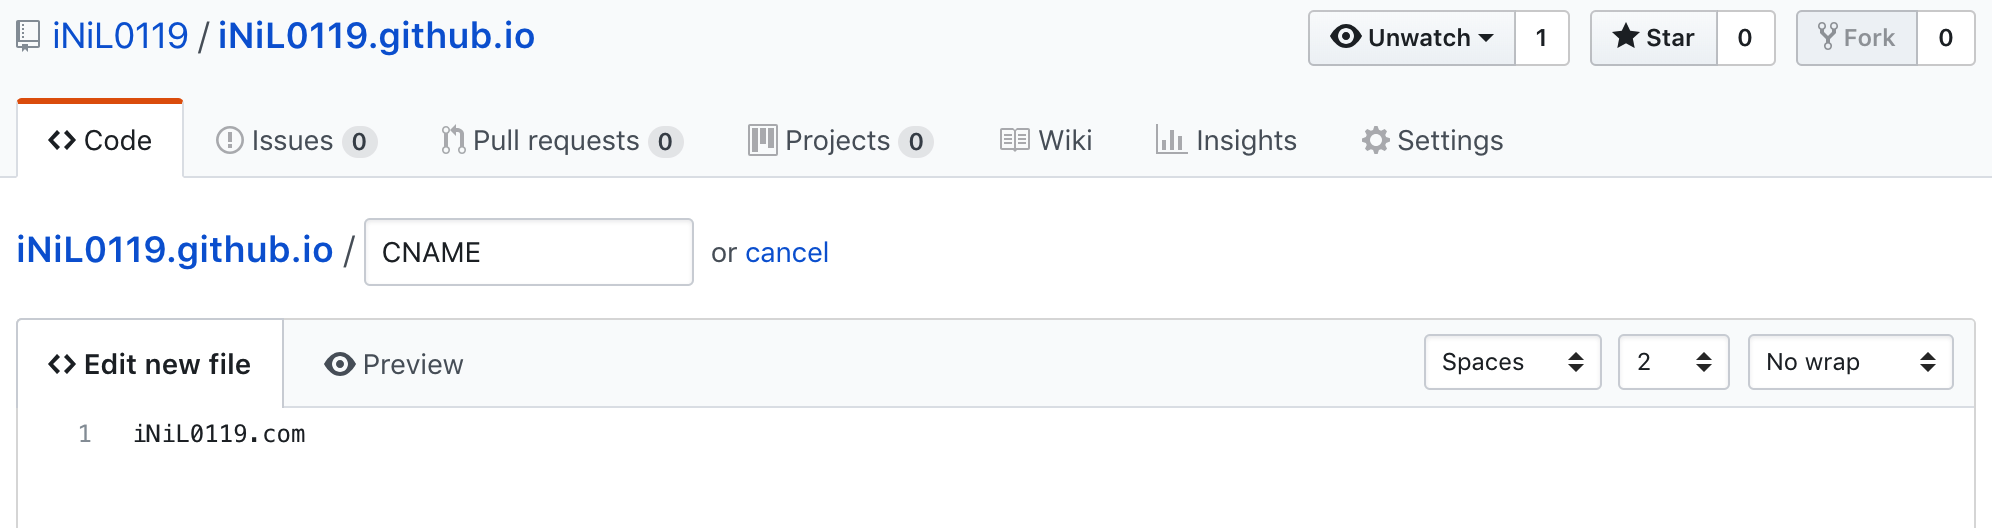 iNiL0119 / iNiL0119.github.io Unwatch 1 Star 0 Fork 0
Code Issues 0 Pull requests 0 Projects 0 Wiki Insights Settings
iNiL0119.github.io / CNAME or cancel
Edit new file Preview Spaces 2 No wrap
1 iNiL0119.com